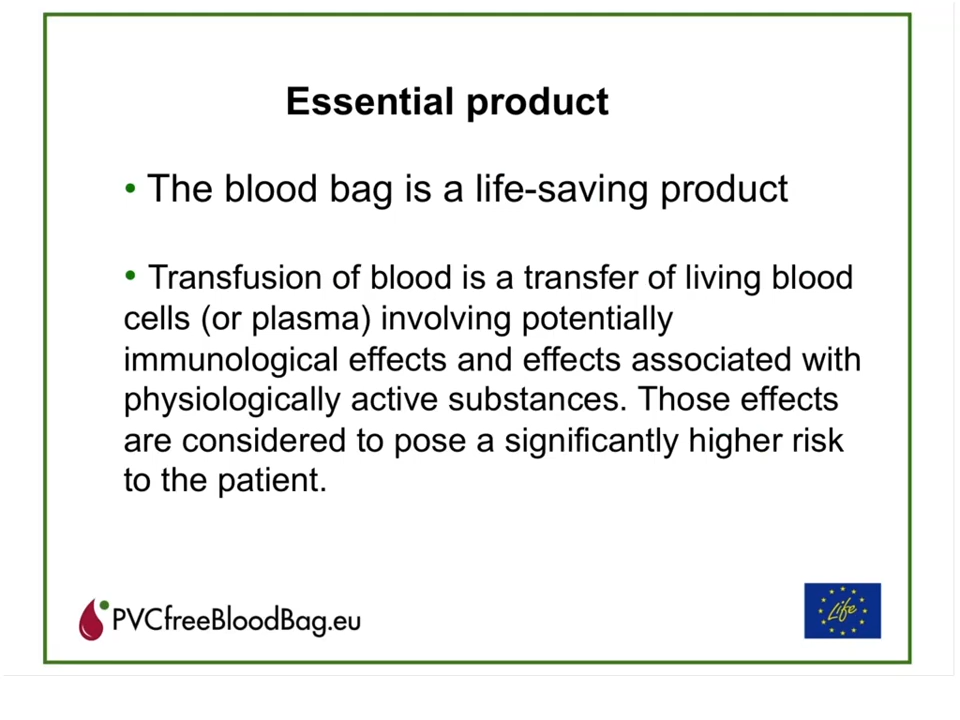 Essential product
• The blood bag is a life-saving product
• Transfusion of blood is a transfer of living blood
cells (or plasma) involving potentially
immunological effects and effects associated with
physiologically active substances. Those effects
are considered to pose a significantly higher risk
to the patient.
PVCfreeBloodBag.eu
Life